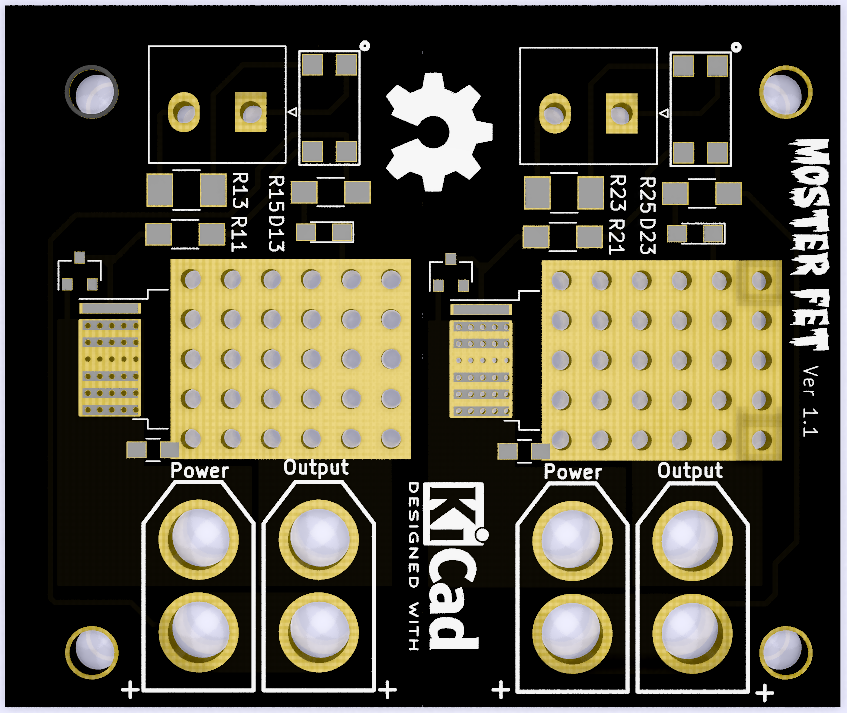 R13
R15
R11
D13
R23
R25
R21
D23
MOSTER FET
Ver 1.1
Power
Output
Power
Output
KiCad
DESIGNED WITH
+
+
+
+